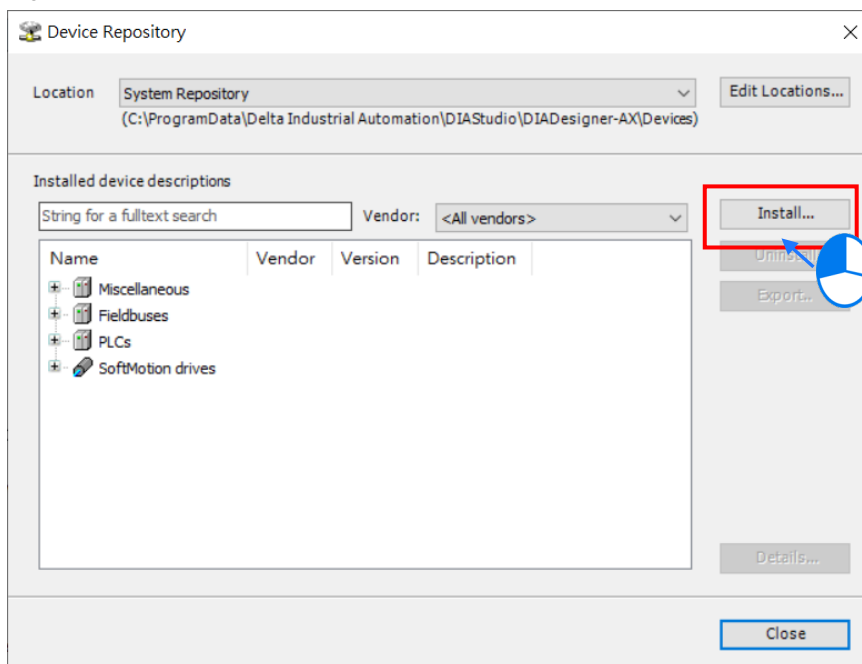 Device Repository
Location
System Repository
Edit Locations...
(C:\ProgramData\Delta Industrial Automation\DIAStudio\DIADesigner-AX\Devices)
Installed device descriptions
String for a fulltext search
Vendor:
<All vendors>
Install...
Name Vendor Version Description
Miscellaneous
Fieldbuses
PLCs
SoftMotion drives
Export...
Details...
Close